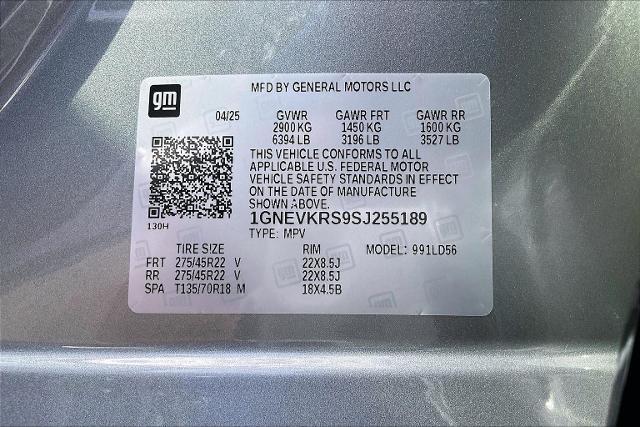 gm
MFD BY GENERAL MOTORS LLC
04/25 GVWR GAWR FRT GAWR RR
2900 KG 1450 KG 1600 KG
6394 LB 3196 LB 3527 LB
THIS VEHICLE CONFORMS TO ALL
APPLICABLE U.S. FEDERAL MOTOR
VEHICLE SAFETY STANDARDS IN EFFECT
ON THE DATE OF MANUFACTURE
SHOWN ABOVE.
1GNEVKRS9SJ255189
130H
TYPE: MPV
TIRE SIZE RIM MODEL: 991LD56
FRT 275/45R22 V 22X8.5J
RR 275/45R22 V 22X8.5J
SPA T135/70R18 M 18X4.5B